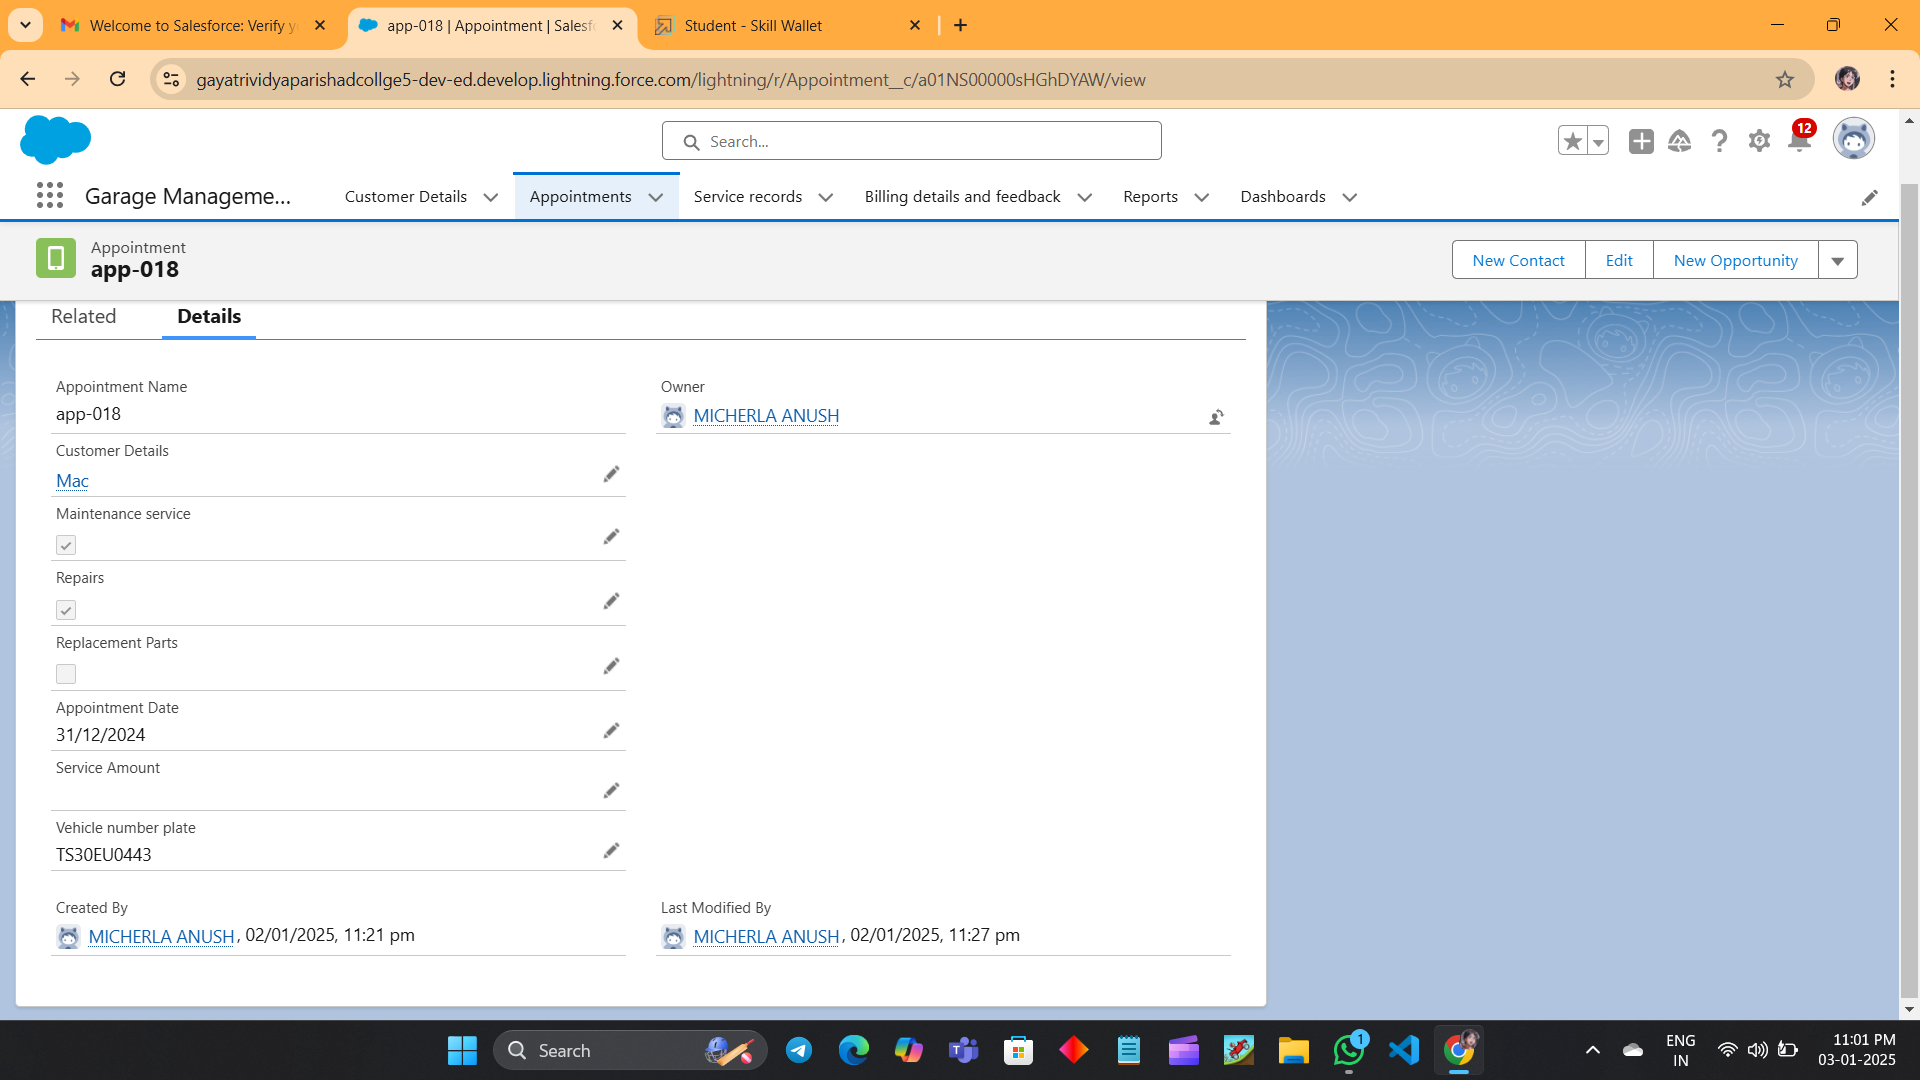 Welcome to Salesforce: Verify y
app-018 | Appointment | Salesf
Student - Skill Wallet
gayatrividyaparishadcollge5-dev-ed.develop.lightning.force.com/lightning/r/Appointment__c/a01NS00000sHGhDYAW/view
Search...
12
Garage Manageme...
Customer Details
Appointments
Service records
Billing details and feedback
Reports
Dashboards
Appointment
app-018
New Contact
Edit
New Opportunity
Related
Details
Appointment Name
app-018
Owner
MICHERLA ANUSH
Customer Details
Mac
Maintenance service
Repairs
Replacement Parts
Appointment Date
31/12/2024
Service Amount
Vehicle number plate
TS30EU0443
Created By
MICHERLA ANUSH, 02/01/2025, 11:21 pm
Last Modified By
MICHERLA ANUSH, 02/01/2025, 11:27 pm
Search
1
ENG
IN
11:01 PM
03-01-2025